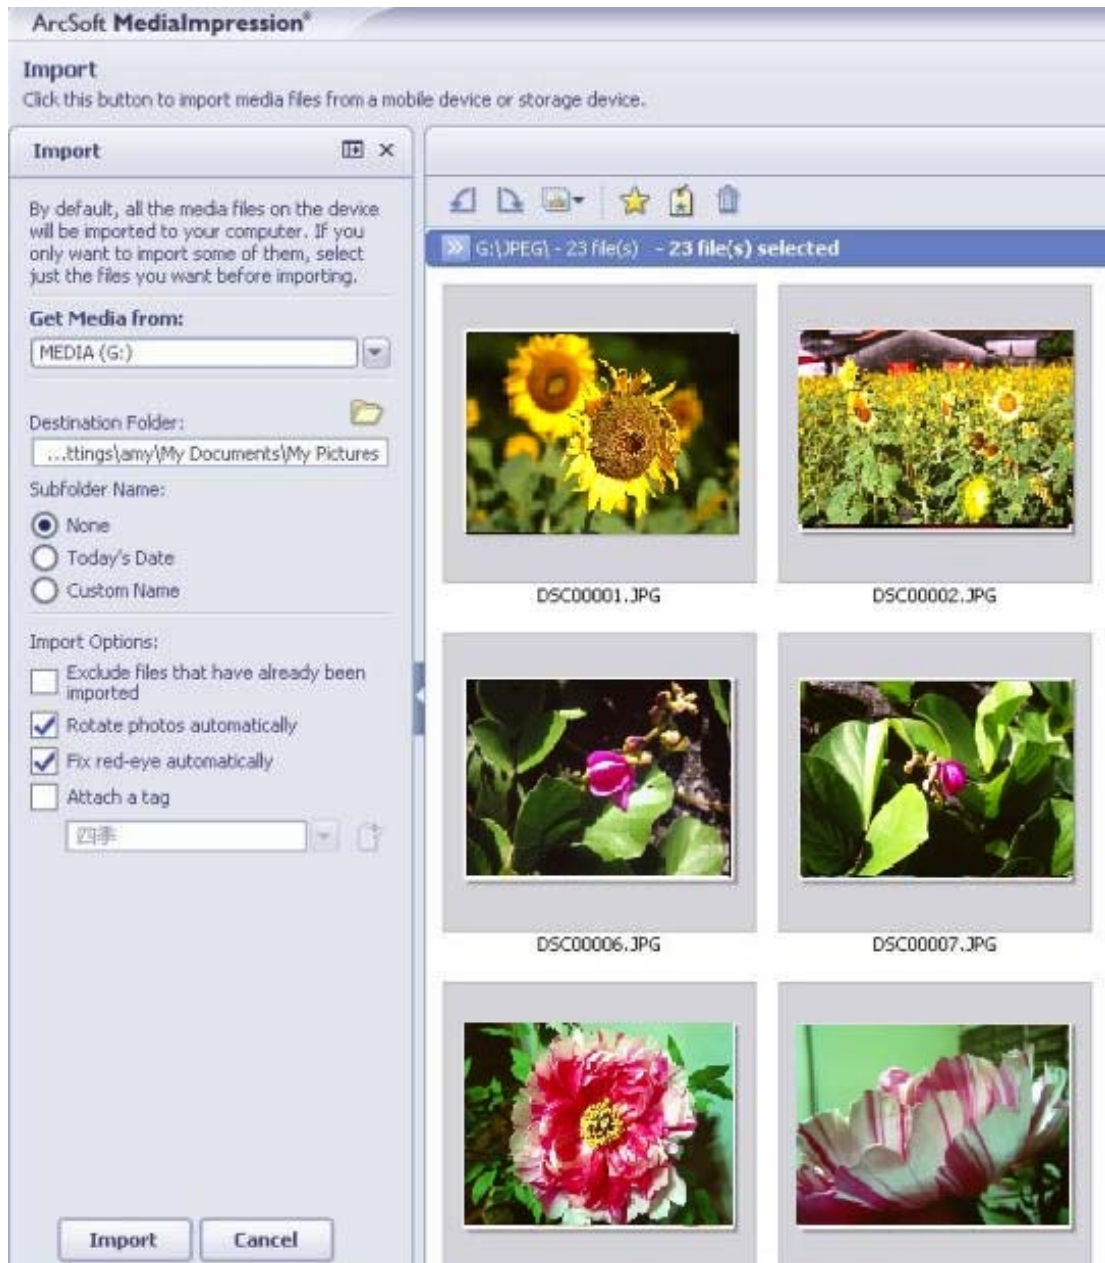 ArcSoft MediaImpression®
Import
Click this button to import media files from a mobile device or storage device.
Import
By default, all the media files on the device
will be imported to your computer. If you
only want to import some of them, select
just the files you want before importing.
Get Media from:
MEDIA (G:)
Destination Folder:
...ttings\amy\My Documents\My Pictures
Subfolder Name:
None
Today's Date
Custom Name
Import Options:
Exclude files that have already been
imported
Rotate photos automatically
Fix red-eye automatically
Attach a tag
四季
Import
Cancel
G:\JPEG\ - 23 file(s) - 23 file(s) selected
DSC00001.JPG
DSC00002.JPG
DSC00006.JPG
DSC00007.JPG